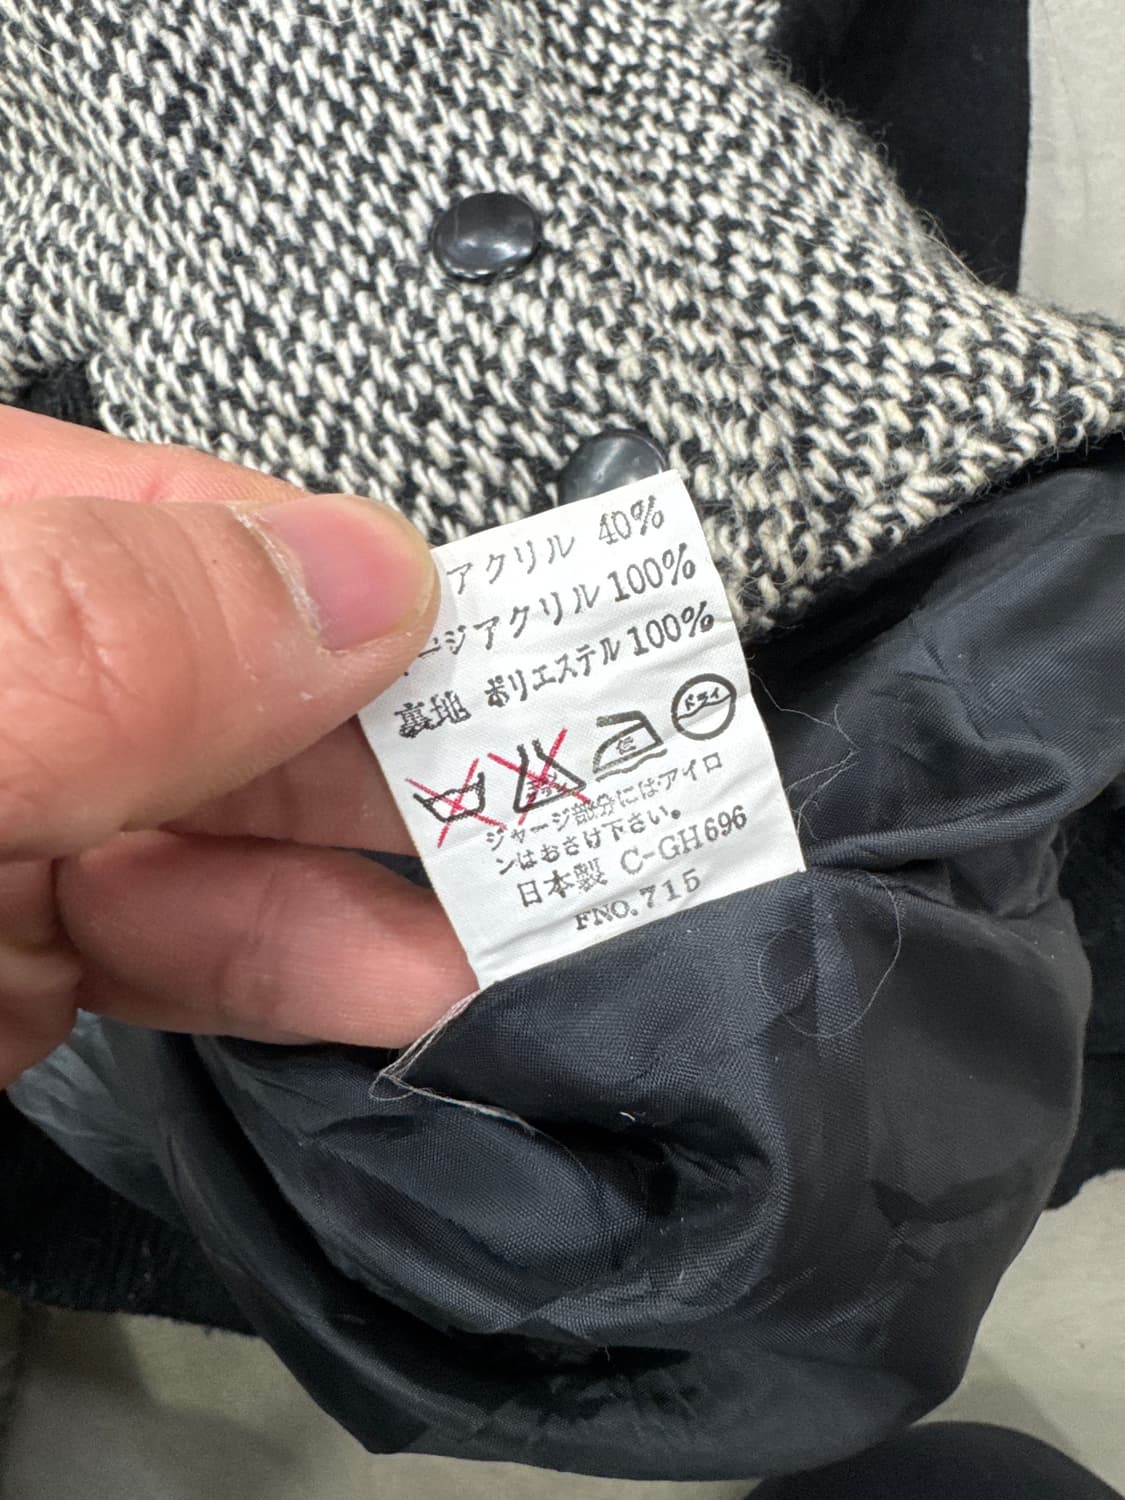 アクリル 40%
ージアクリル 100%
裏地 ポリエステル 100%
ドライ
低
ジャージ部分にはアイロ
ンはおさけ下さい。
日本製 C-GH696
FNO.715